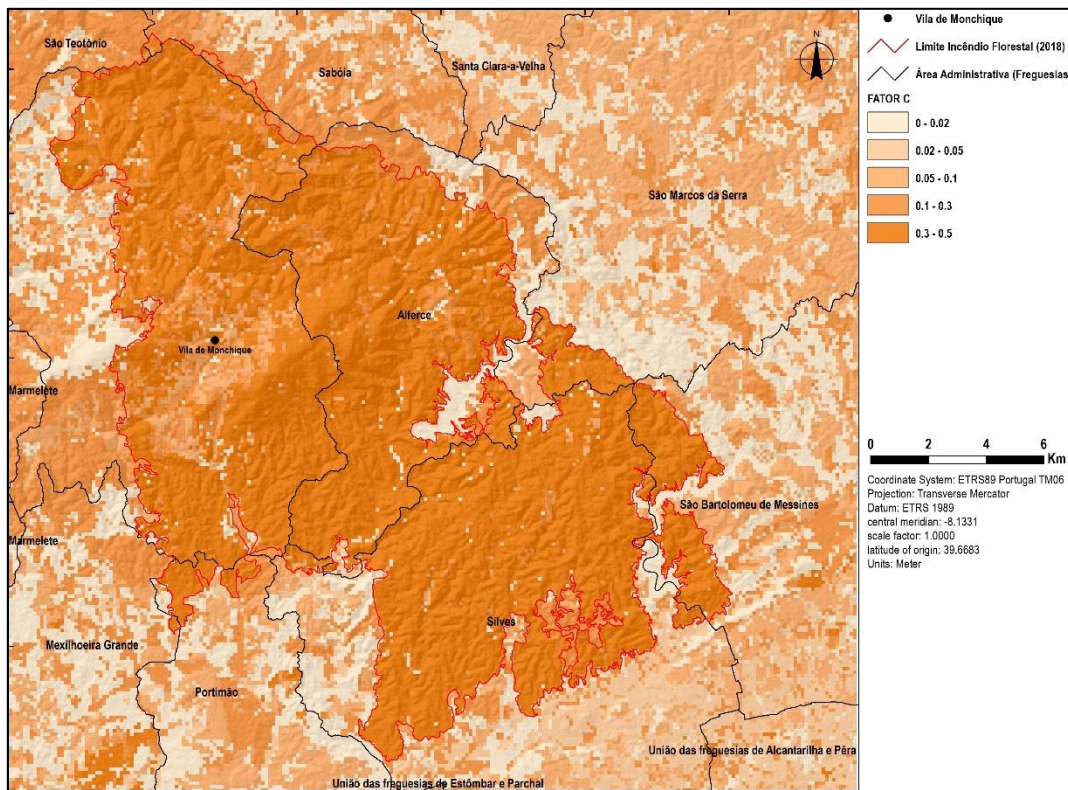 São Teotónio
Sabóia
Santa Clara-a-Velha
N
São Marcos da Serra
Alferce
Vila de Monchique
Marmelete
Marmelete
São Bartolomeu de Messines
Silves
Mexilhoeira Grande
Portimão
União das freguesias de Alcantarilha e Pêra
União das freguesias de Estômbar e Parchal
Vila de Monchique
Limite Incêndio Florestal (2018)
Área Administrativa (Freguesias
FATOR C
0 - 0.02
0.02 - 0.05
0.05 - 0.1
0.1 - 0.3
0.3 - 0.5
0 2 4 6
Km
Coordinate System: ETRS89 Portugal TM06
Projection: Transverse Mercator
Datum: ETRS 1989
central meridian: -8.1331
scale factor: 1.0000
latitude of origin: 39.6683
Units: Meter